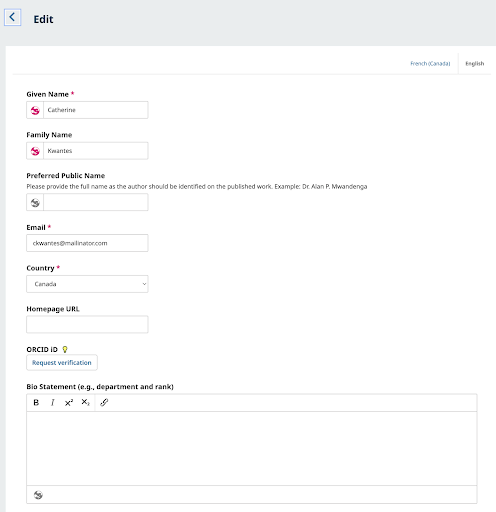 Edit
French (Canada) English
Given Name *
Catherine
Family Name
Kwantes
Preferred Public Name
Please provide the full name as the author should be identified on the published work. Example: Dr. Alan P. Mwandenga
Email *
ckwantes@mailinator.com
Country *
Canada
Homepage URL
ORCID iD
Request verification
Bio Statement (e.g., department and rank)
B I X² X₂